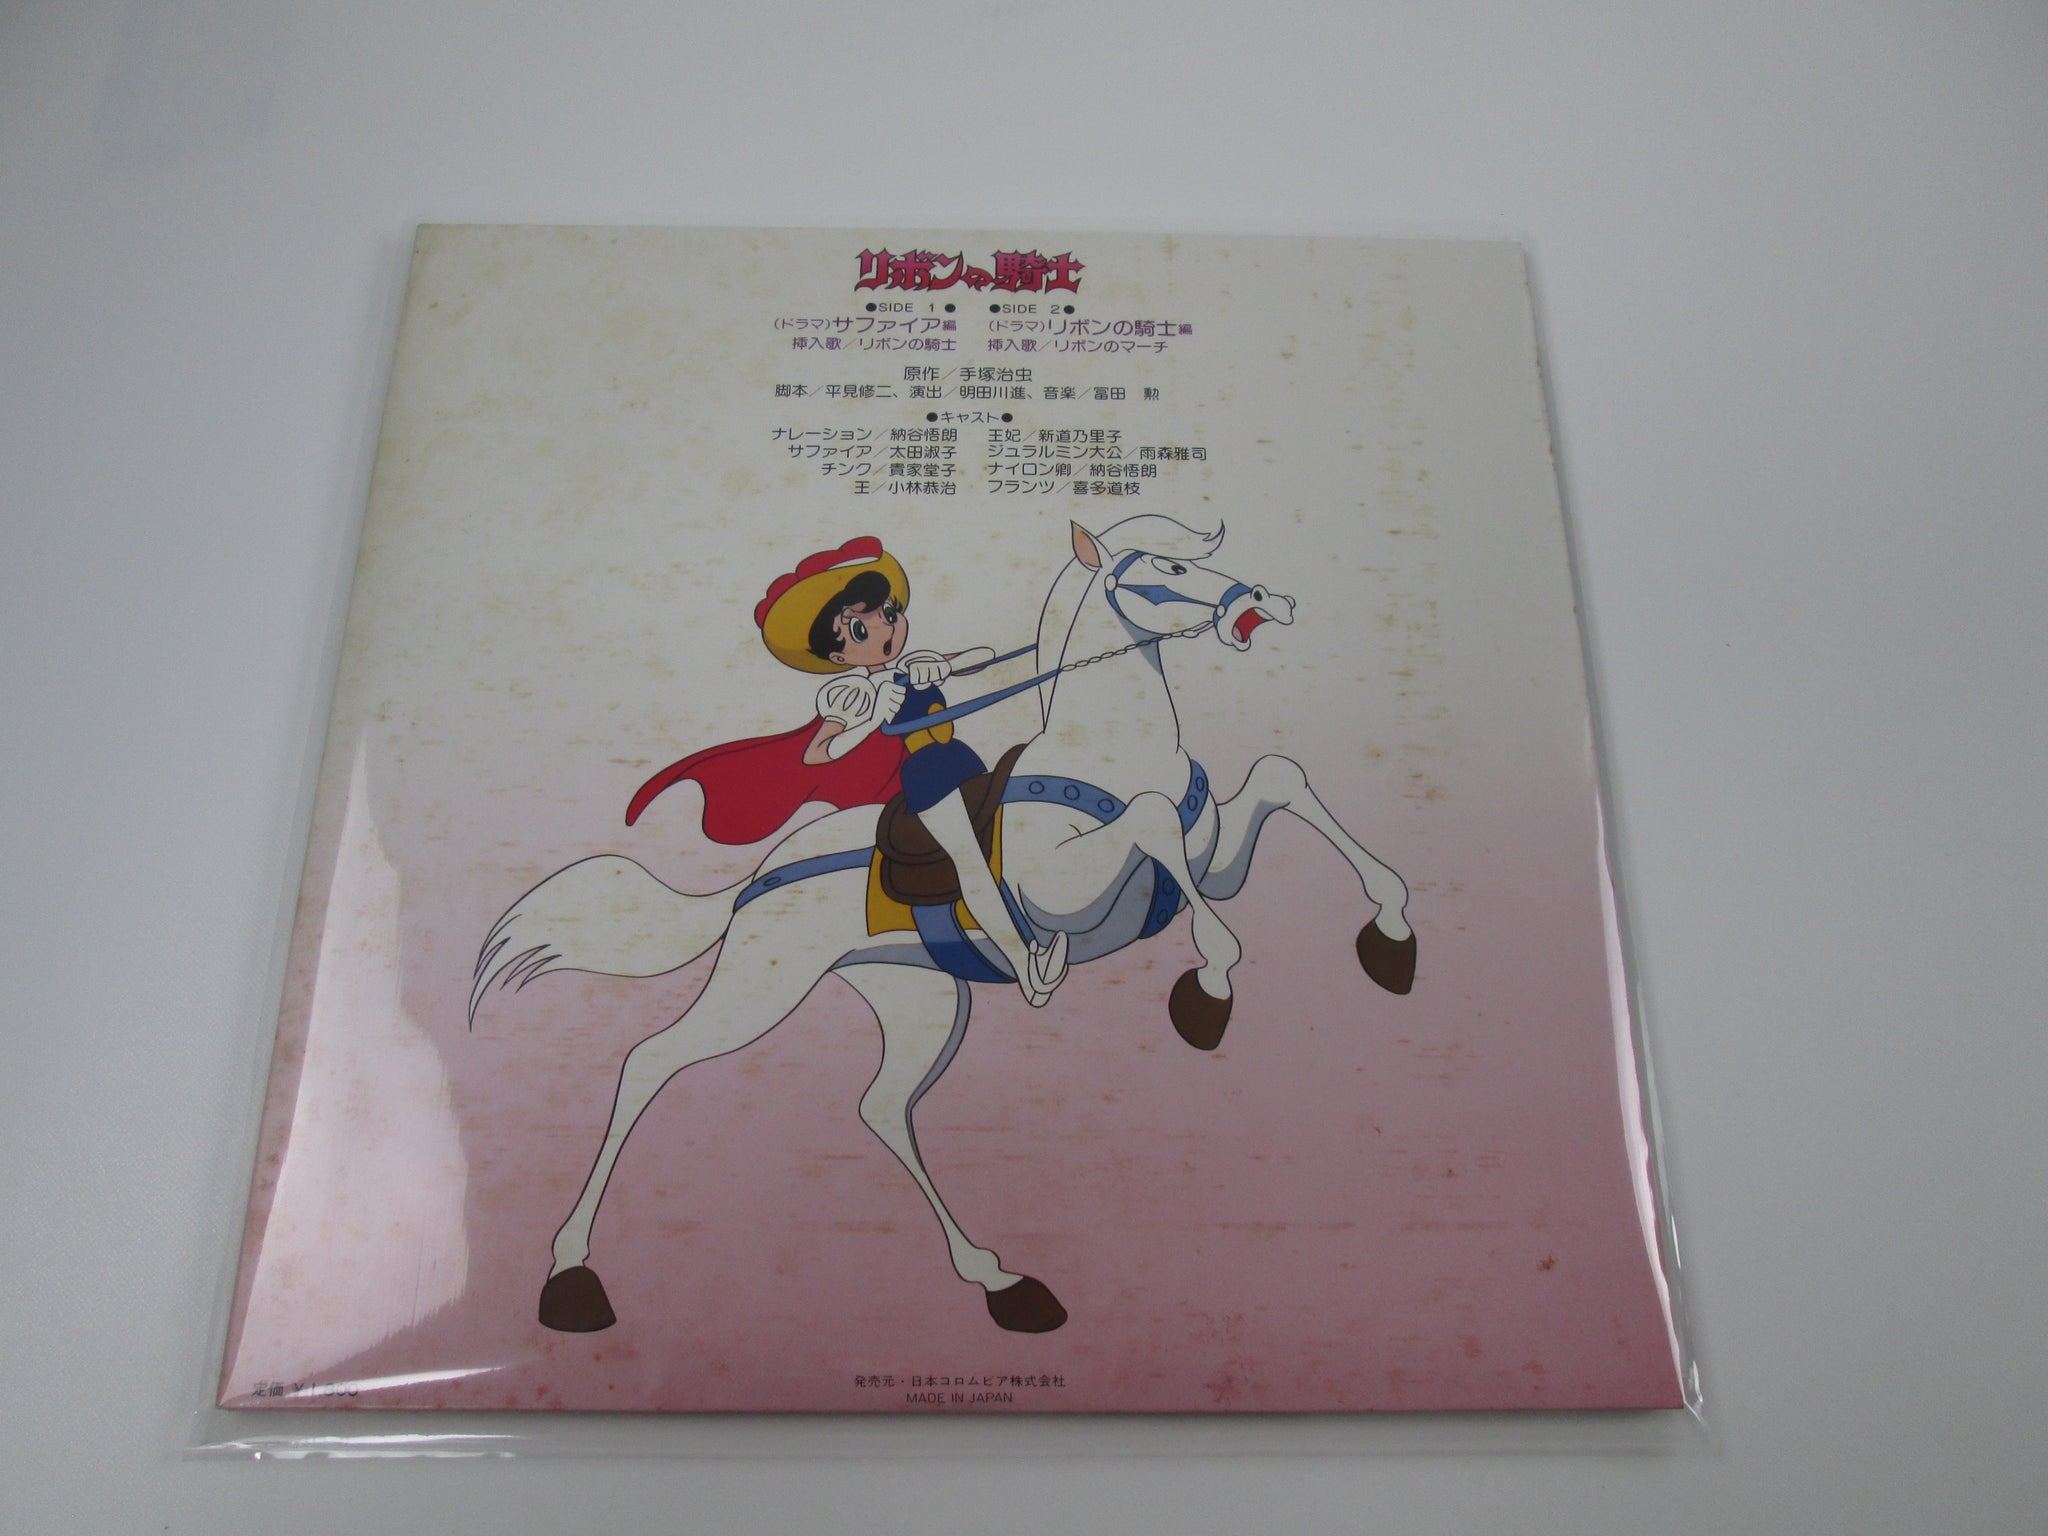 リボンの騎士
●SIDE 1● ●SIDE 2●
(ドラマ)サファイア編 (ドラマ)リボンの騎士編
挿入歌/リボンの騎士 挿入歌/リボンのマーチ
原作/手塚治虫
脚本/平見修二、演出/明田川進、音楽/冨田 勲
●キャスト●
ナレーション/納谷悟朗 王妃/新道乃里子
サファイア/太田淑子 ジュラルミン大公/雨森雅司
チンク/貴家堂子 ナイロン卿/納谷悟朗
王/小林恭治 フランツ/喜多道枝
定価
発売元・日本コロムビア株式会社
MADE IN JAPAN